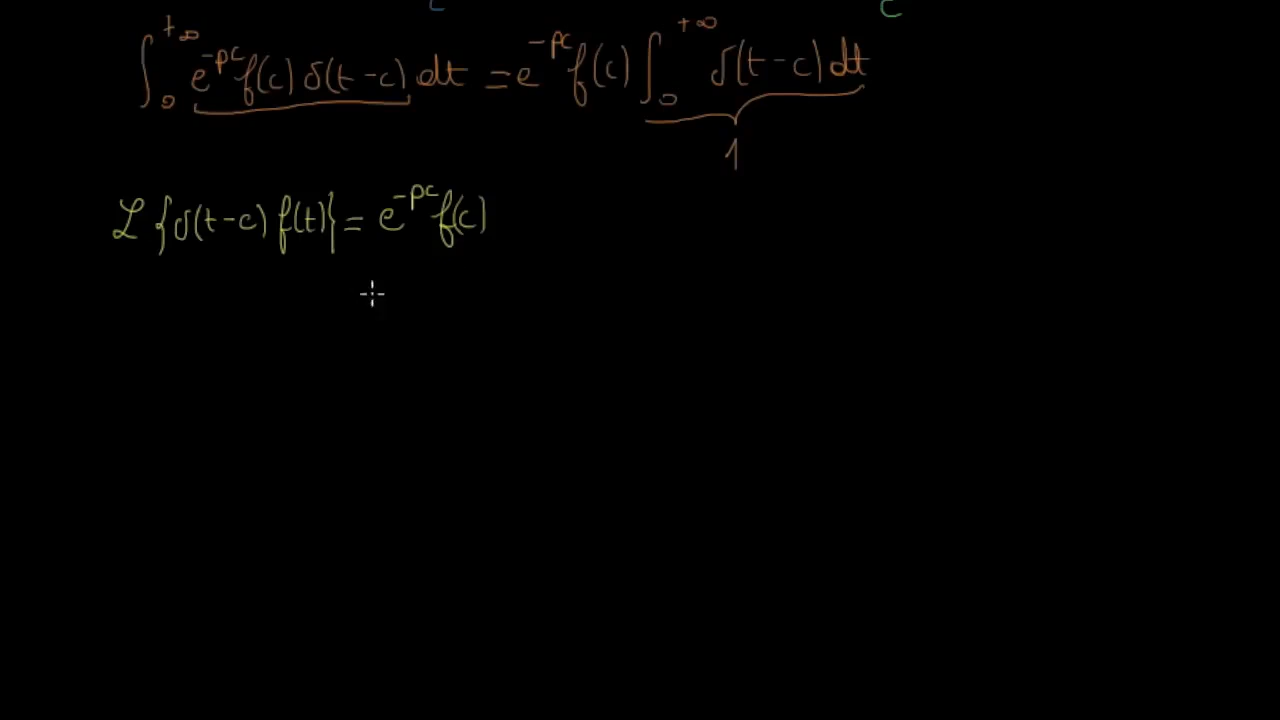 c c
∫₀^{+∞} e^{-pc} f(c) δ(t-c) dt = e^{-pc} f(c) ∫₀^{+∞} δ(t-c) dt
1
ℒ{δ(t-c) f(t)} = e^{-pc} f(c)